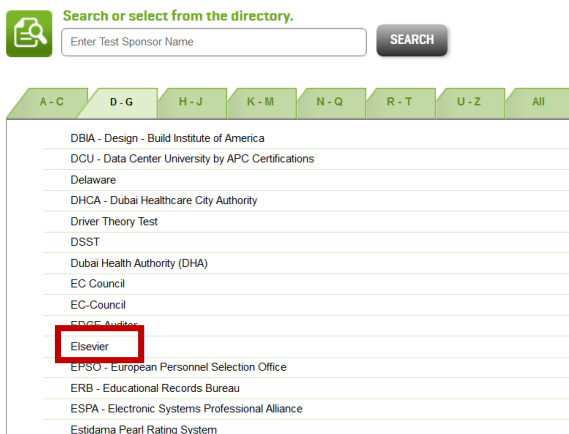 Search or select from the directory.
Enter Test Sponsor Name
SEARCH
A - C
D - G
H - J
K - M
N - Q
R - T
U - Z
All
DBIA - Design - Build Institute of America
DCU - Data Center University by APC Certifications
Delaware
DHCA - Dubai Healthcare City Authority
Driver Theory Test
DSST
Dubai Health Authority (DHA)
EC Council
EC-Council
EDGE Auditor
Elsevier
EPSO - European Personnel Selection Office
ERB - Educational Records Bureau
ESPA - Electronic Systems Professional Alliance
Estidama Pearl Rating System